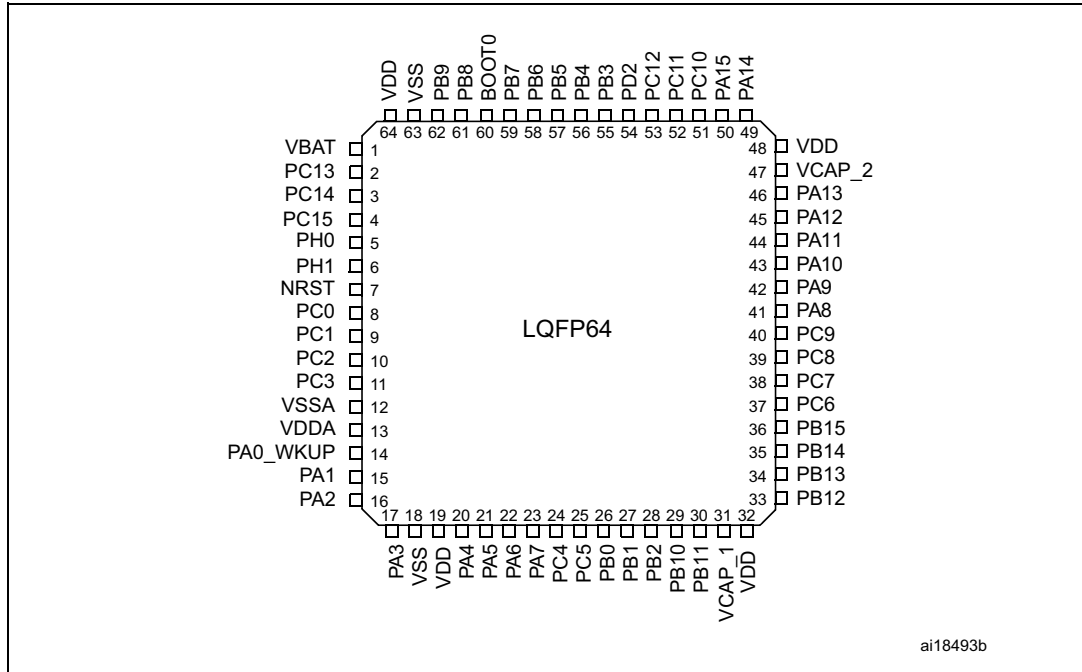 VDD
VSS
PB9
PB8
BOOT0
PB7
PB6
PB5
PB4
PB3
PD2
PC12
PC11
PC10
PA15
PA14
64 63 62 61 60 59 58 57 56 55 54 53 52 51 50 49
VBAT 1
PC13 2
PC14 3
PC15 4
PH0 5
PH1 6
NRST 7
PC0 8
PC1 9
PC2 10
PC3 11
VSSA 12
VDDA 13
PA0_WKUP 14
PA1 15
PA2 16
LQFP64
48 VDD
47 VCAP_2
46 PA13
45 PA12
44 PA11
43 PA10
42 PA9
41 PA8
40 PC9
39 PC8
38 PC7
37 PC6
36 PB15
35 PB14
34 PB13
33 PB12
17 18 19 20 21 22 23 24 25 26 27 28 29 30 31 32
PA3
VSS
VDD
PA4
PA5
PA6
PA7
PC4
PC5
PB0
PB1
PB2
PB10
PB11
VCAP_1
VDD
ai18493b